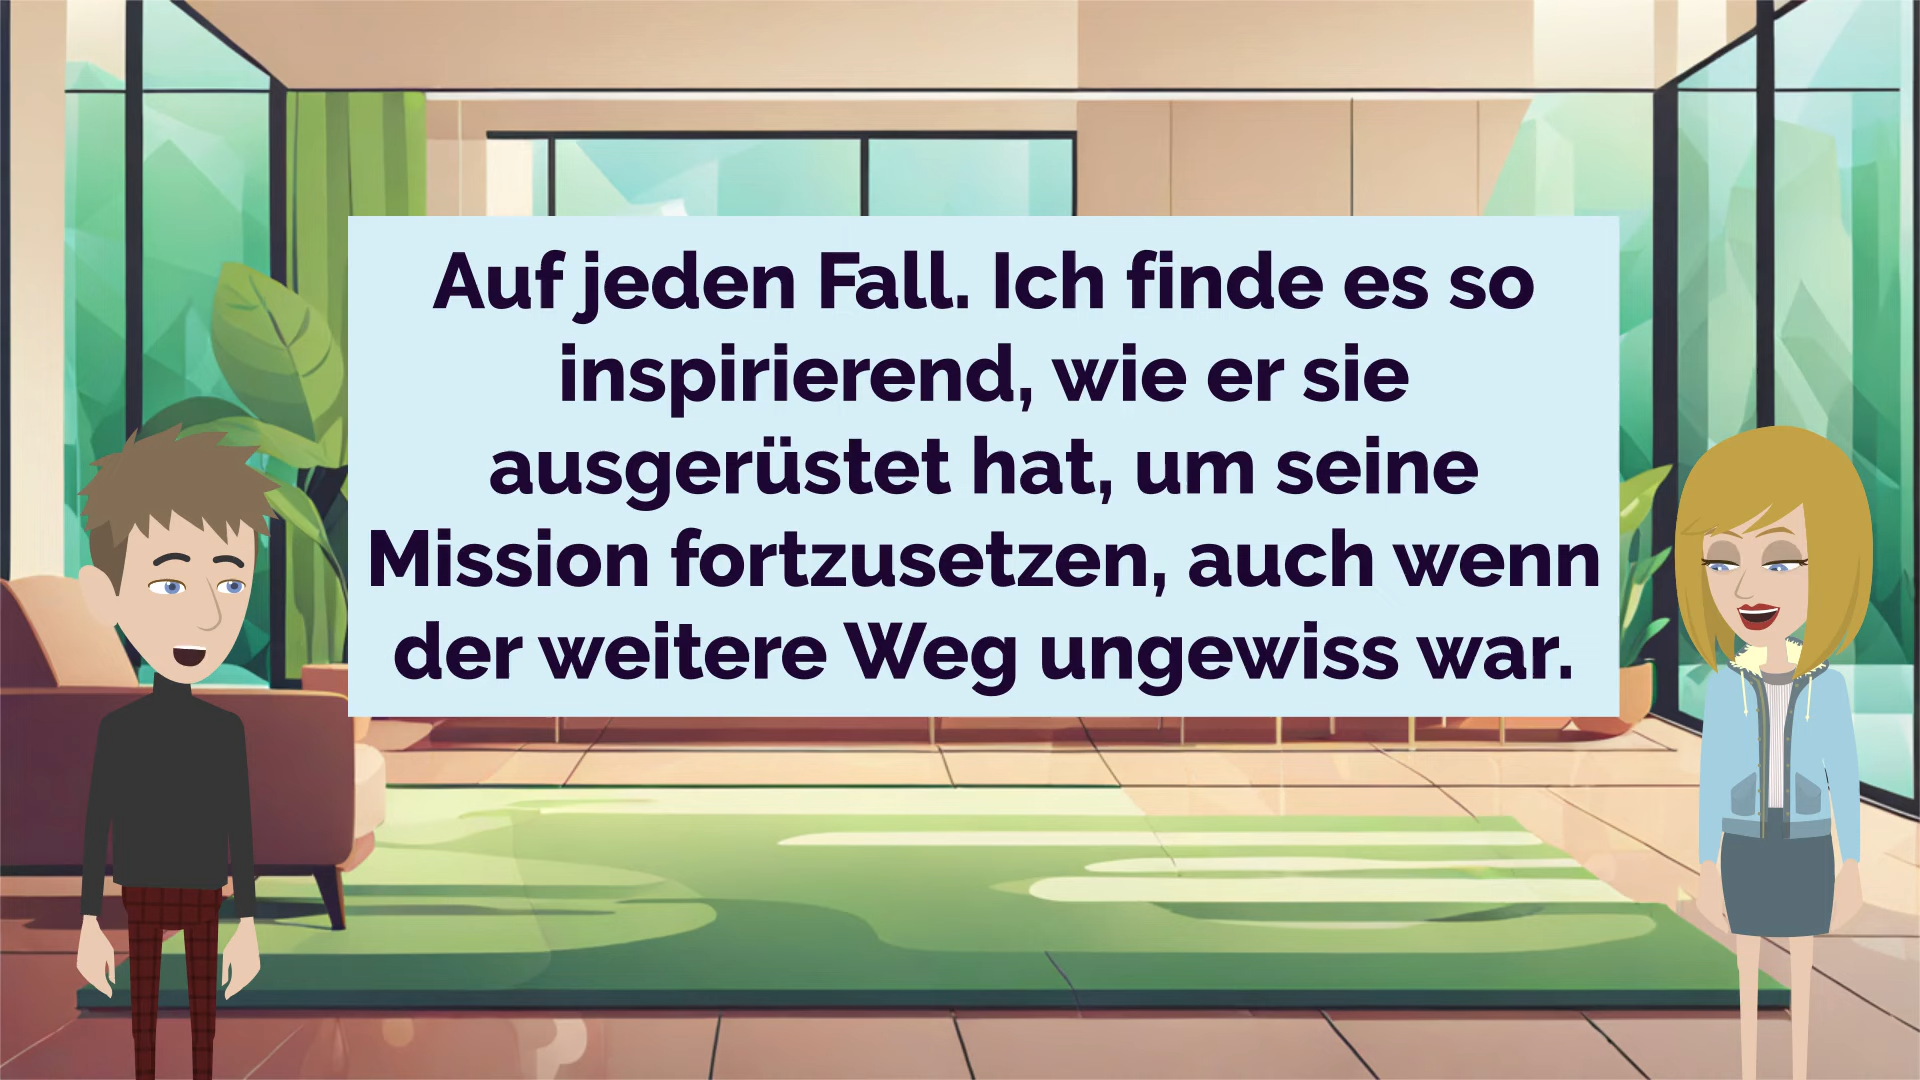 Auf jeden Fall. Ich finde es so
inspirierend, wie er sie
ausgerüstet hat, um seine
Mission fortzusetzen, auch wenn
der weitere Weg ungewiss war.